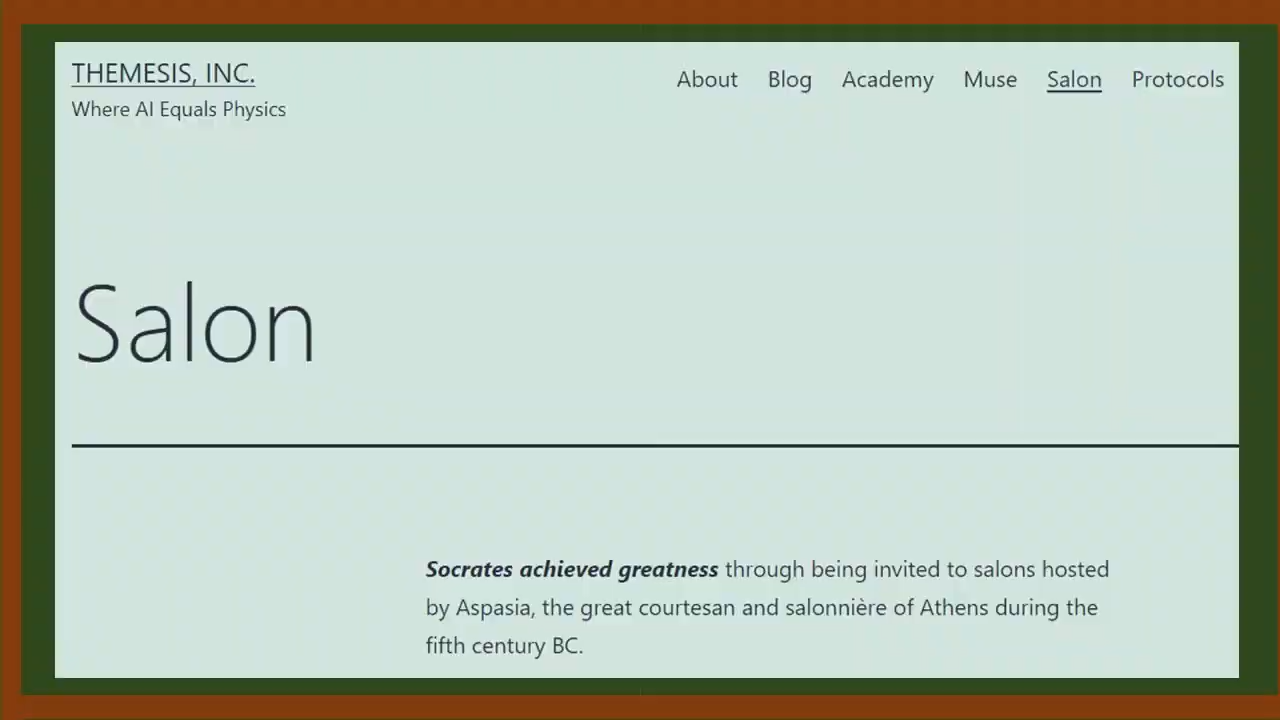 THEMESIS, INC.
Where AI Equals Physics
About Blog Academy Muse Salon Protocols
Salon
Socrates achieved greatness through being invited to salons hosted
by Aspasia, the great courtesan and salonnière of Athens during the
fifth century BC.